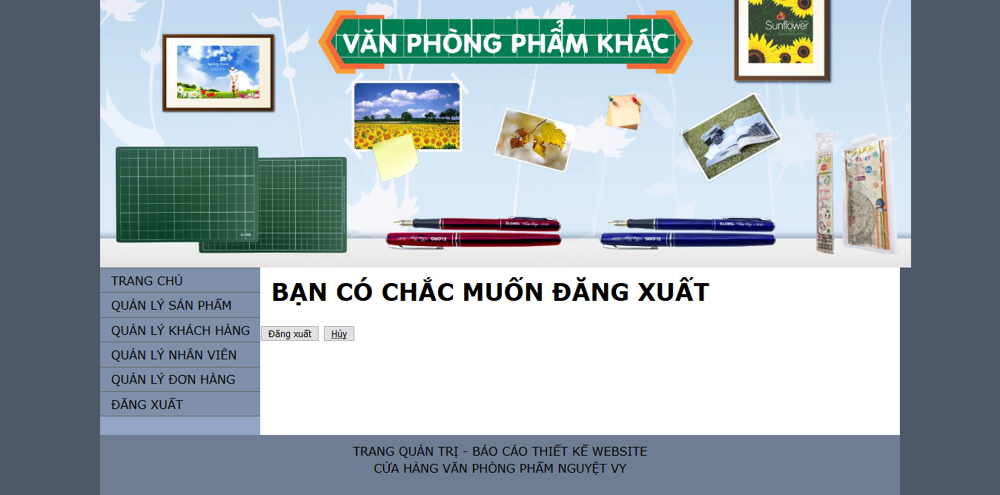 VĂN PHÒNG PHẨM KHÁC
Sunflower
KLONG
TRANG CHỦ
QUẢN LÝ SẢN PHẨM
QUẢN LÝ KHÁCH HÀNG
QUẢN LÝ NHÂN VIÊN
QUẢN LÝ ĐƠN HÀNG
ĐĂNG XUẤT
BẠN CÓ CHẮC MUỐN ĐĂNG XUẤT
Đăng xuất
Hủy
TRANG QUẢN TRỊ - BÁO CÁO THIẾT KẾ WEBSITE
CỬA HÀNG VĂN PHÒNG PHẨM NGUYỆT VY